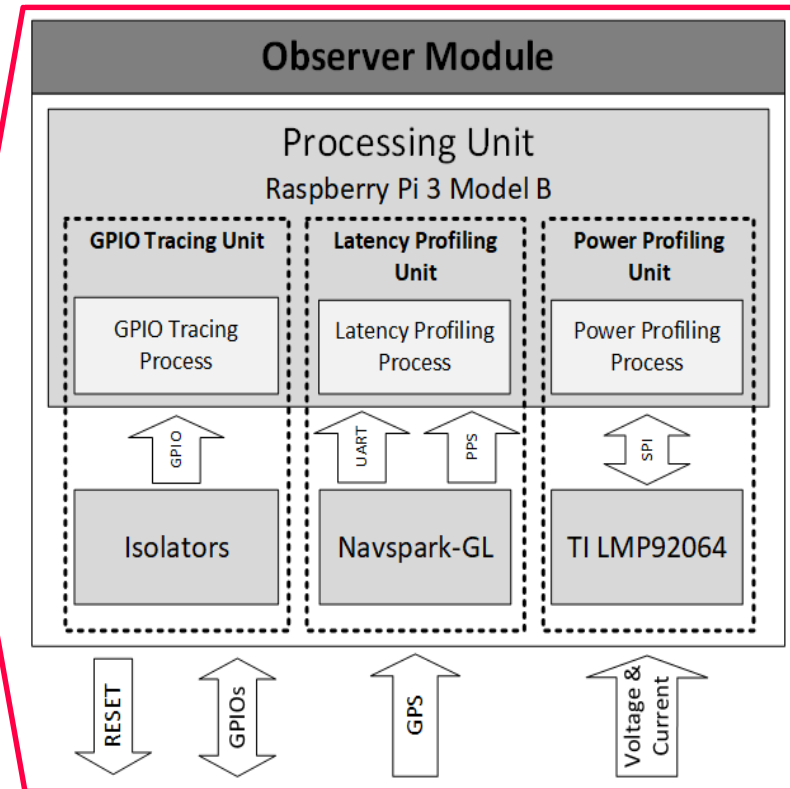 Observer Module
Processing Unit
Raspberry Pi 3 Model B
GPIO Tracing Unit
GPIO Tracing
Process
GPIO
Isolators
Latency Profiling
Unit
Latency Profiling
Process
UART
PPS
Navspark-GL
Power Profiling
Unit
Power Profiling
Process
SPI
TI LMP92064
RESET
GPIOs
GPS
Voltage &
Current